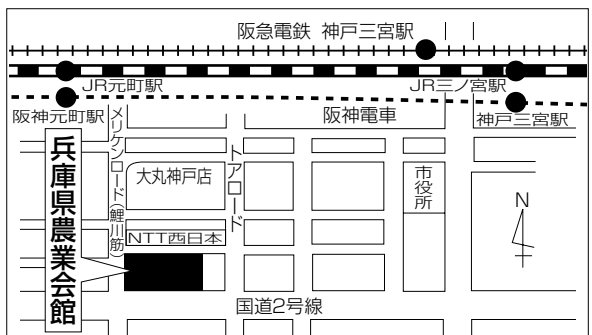 阪急電鉄 神戸三宮駅
JR元町駅
JR三ノ宮駅
阪神元町駅
阪神電車
神戸三宮駅
メリケンロード(鯉川筋)
トアロード
兵庫県農業会館
大丸神戸店
市役所
N
NTT西日本
国道2号線